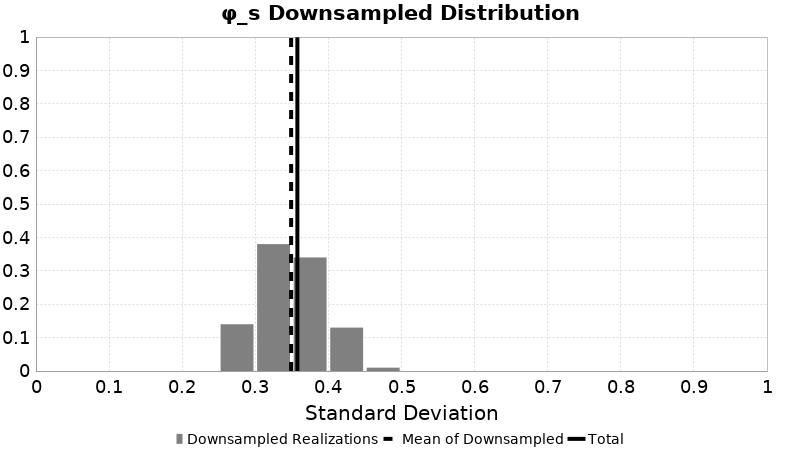 φ_s Downsampled Distribution
1
0.9
0.8
0.7
0.6
0.5
0.4
0.3
0.2
0.1
0
0 0.1 0.2 0.3 0.4 0.5 0.6 0.7 0.8 0.9 1
Standard Deviation
Downsampled Realizations Mean of Downsampled Total